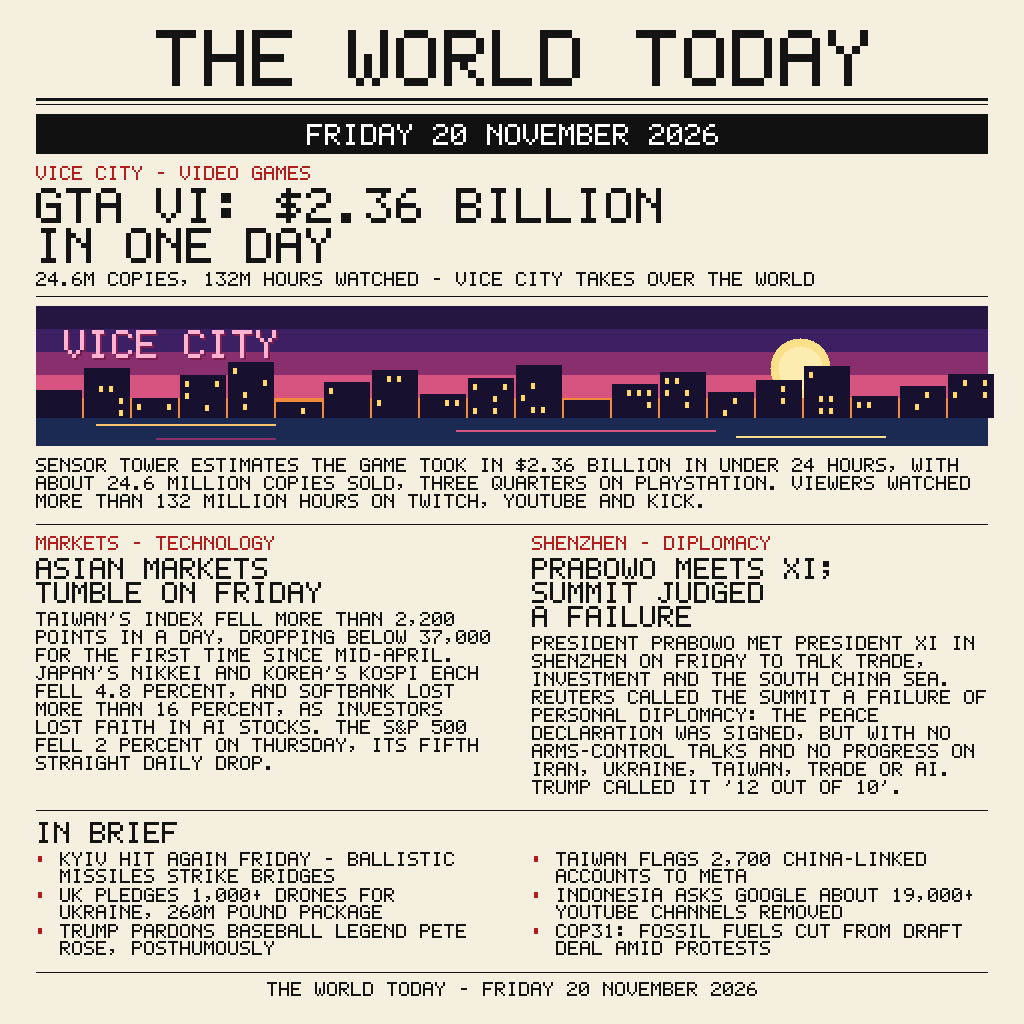 THE WORLD TODAY
FRIDAY 20 NOVEMBER 2026
VICE CITY - VIDEO GAMES
GTA VI: $2.36 BILLION
IN ONE DAY
24.6M COPIES, 132M HOURS WATCHED - VICE CITY TAKES OVER THE WORLD
VICE CITY
SENSOR TOWER ESTIMATES THE GAME TOOK IN $2.36 BILLION IN UNDER 24 HOURS, WITH
ABOUT 24.6 MILLION COPIES SOLD, THREE QUARTERS ON PLAYSTATION. VIEWERS WATCHED
MORE THAN 132 MILLION HOURS ON TWITCH, YOUTUBE AND KICK.
MARKETS - TECHNOLOGY
ASIAN MARKETS
TUMBLE ON FRIDAY
TAIWAN'S INDEX FELL MORE THAN 2,200
POINTS IN A DAY, DROPPING BELOW 37,000
FOR THE FIRST TIME SINCE MID-APRIL.
JAPAN'S NIKKEI AND KOREA'S KOSPI EACH
FELL 4.8 PERCENT, AND SOFTBANK LOST
MORE THAN 16 PERCENT, AS INVESTORS
LOST FAITH IN AI STOCKS. THE S&P 500
FELL 2 PERCENT ON THURSDAY, ITS FIFTH
STRAIGHT DAILY DROP.
SHENZHEN - DIPLOMACY
PRABOWO MEETS XI;
SUMMIT JUDGED
A FAILURE
PRESIDENT PRABOWO MET PRESIDENT XI IN
SHENZHEN ON FRIDAY TO TALK TRADE,
INVESTMENT AND THE SOUTH CHINA SEA.
REUTERS CALLED THE SUMMIT A FAILURE OF
PERSONAL DIPLOMACY: THE PEACE
DECLARATION WAS SIGNED, BUT WITH NO
ARMS-CONTROL TALKS AND NO PROGRESS ON
IRAN, UKRAINE, TAIWAN, TRADE OR AI.
TRUMP CALLED IT '12 OUT OF 10'.
IN BRIEF
KYIV HIT AGAIN FRIDAY - BALLISTIC
MISSILES STRIKE BRIDGES
UK PLEDGES 1,000+ DRONES FOR
UKRAINE, 260M POUND PACKAGE
TRUMP PARDONS BASEBALL LEGEND PETE
ROSE, POSTHUMOUSLY
TAIWAN FLAGS 2,700 CHINA-LINKED
ACCOUNTS TO META
INDONESIA ASKS GOOGLE ABOUT 19,000+
YOUTUBE CHANNELS REMOVED
COP31: FOSSIL FUELS CUT FROM DRAFT
DEAL AMID PROTESTS
THE WORLD TODAY - FRIDAY 20 NOVEMBER 2026